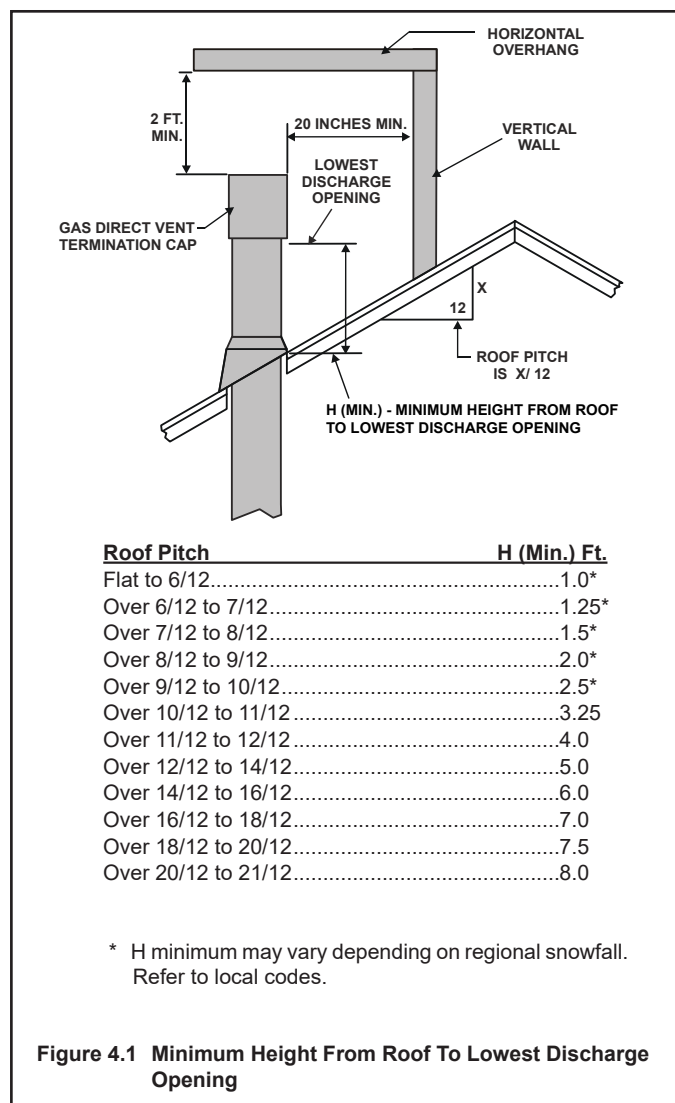 HORIZONTAL
OVERHANG
2 FT.
MIN.
20 INCHES MIN.
VERTICAL
WALL
LOWEST
DISCHARGE
OPENING
GAS DIRECT VENT
TERMINATION CAP
X
12
ROOF PITCH
IS X/ 12
H (MIN.) - MINIMUM HEIGHT FROM ROOF
TO LOWEST DISCHARGE OPENING
Roof Pitch H (Min.) Ft.
Flat to 6/12..........................................................1.0*
Over 6/12 to 7/12................................................1.25*
Over 7/12 to 8/12................................................1.5*
Over 8/12 to 9/12................................................2.0*
Over 9/12 to 10/12..............................................2.5*
Over 10/12 to 11/12............................................3.25
Over 11/12 to 12/12............................................4.0
Over 12/12 to 14/12............................................5.0
Over 14/12 to 16/12............................................6.0
Over 16/12 to 18/12............................................7.0
Over 18/12 to 20/12............................................7.5
Over 20/12 to 21/12............................................8.0
* H minimum may vary depending on regional snowfall.
Refer to local codes.
Figure 4.1 Minimum Height From Roof To Lowest Discharge
Opening